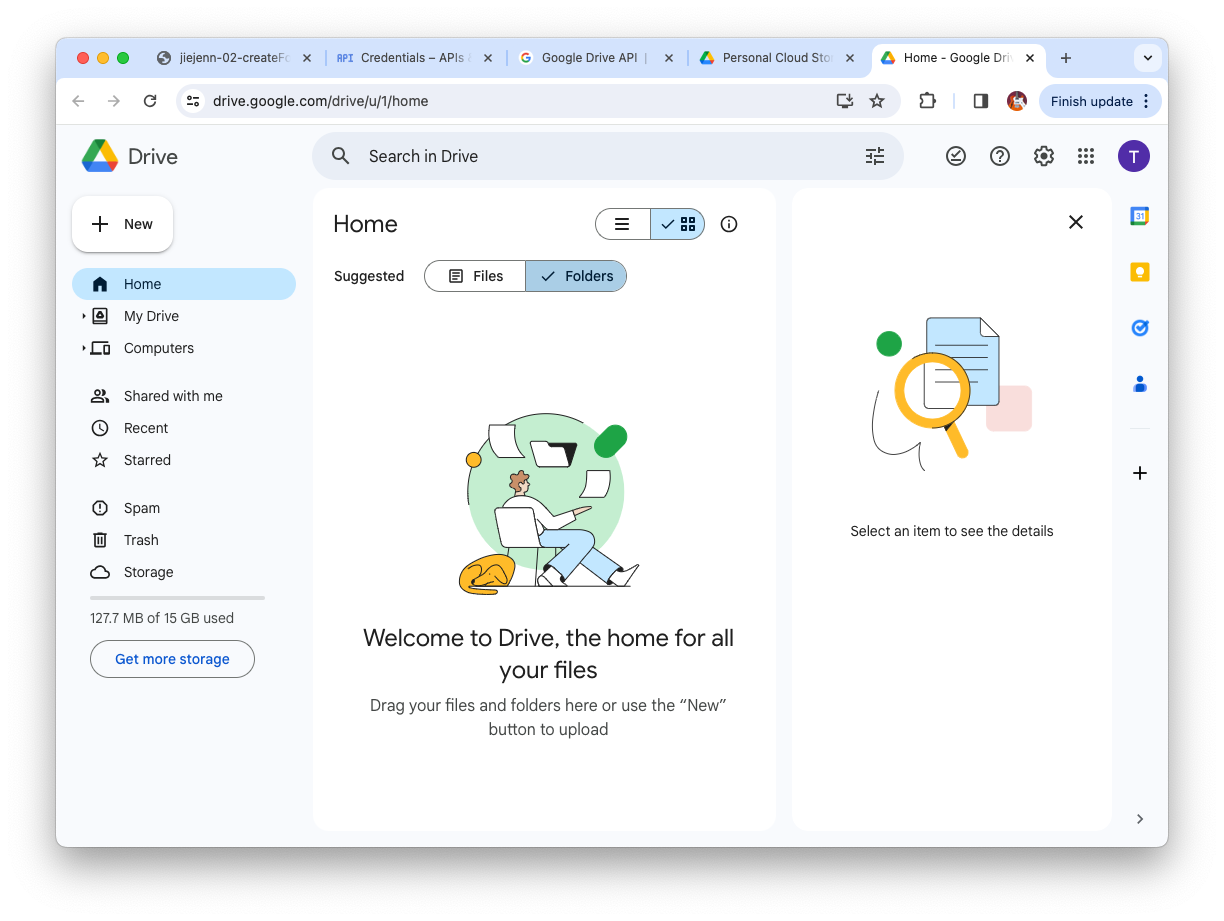 jiejenn-02-createFo
API Credentials – APIs &
Google Drive API |
Personal Cloud Stor
Home - Google Driv
drive.google.com/drive/u/1/home
Finish update
Drive
Search in Drive
T
New
Home
My Drive
Computers
Shared with me
Recent
Starred
Spam
Trash
Storage
127.7 MB of 15 GB used
Get more storage
Home
Suggested
Files
Folders
Welcome to Drive, the home for all
your files
Drag your files and folders here or use the “New”
button to upload
Select an item to see the details
31